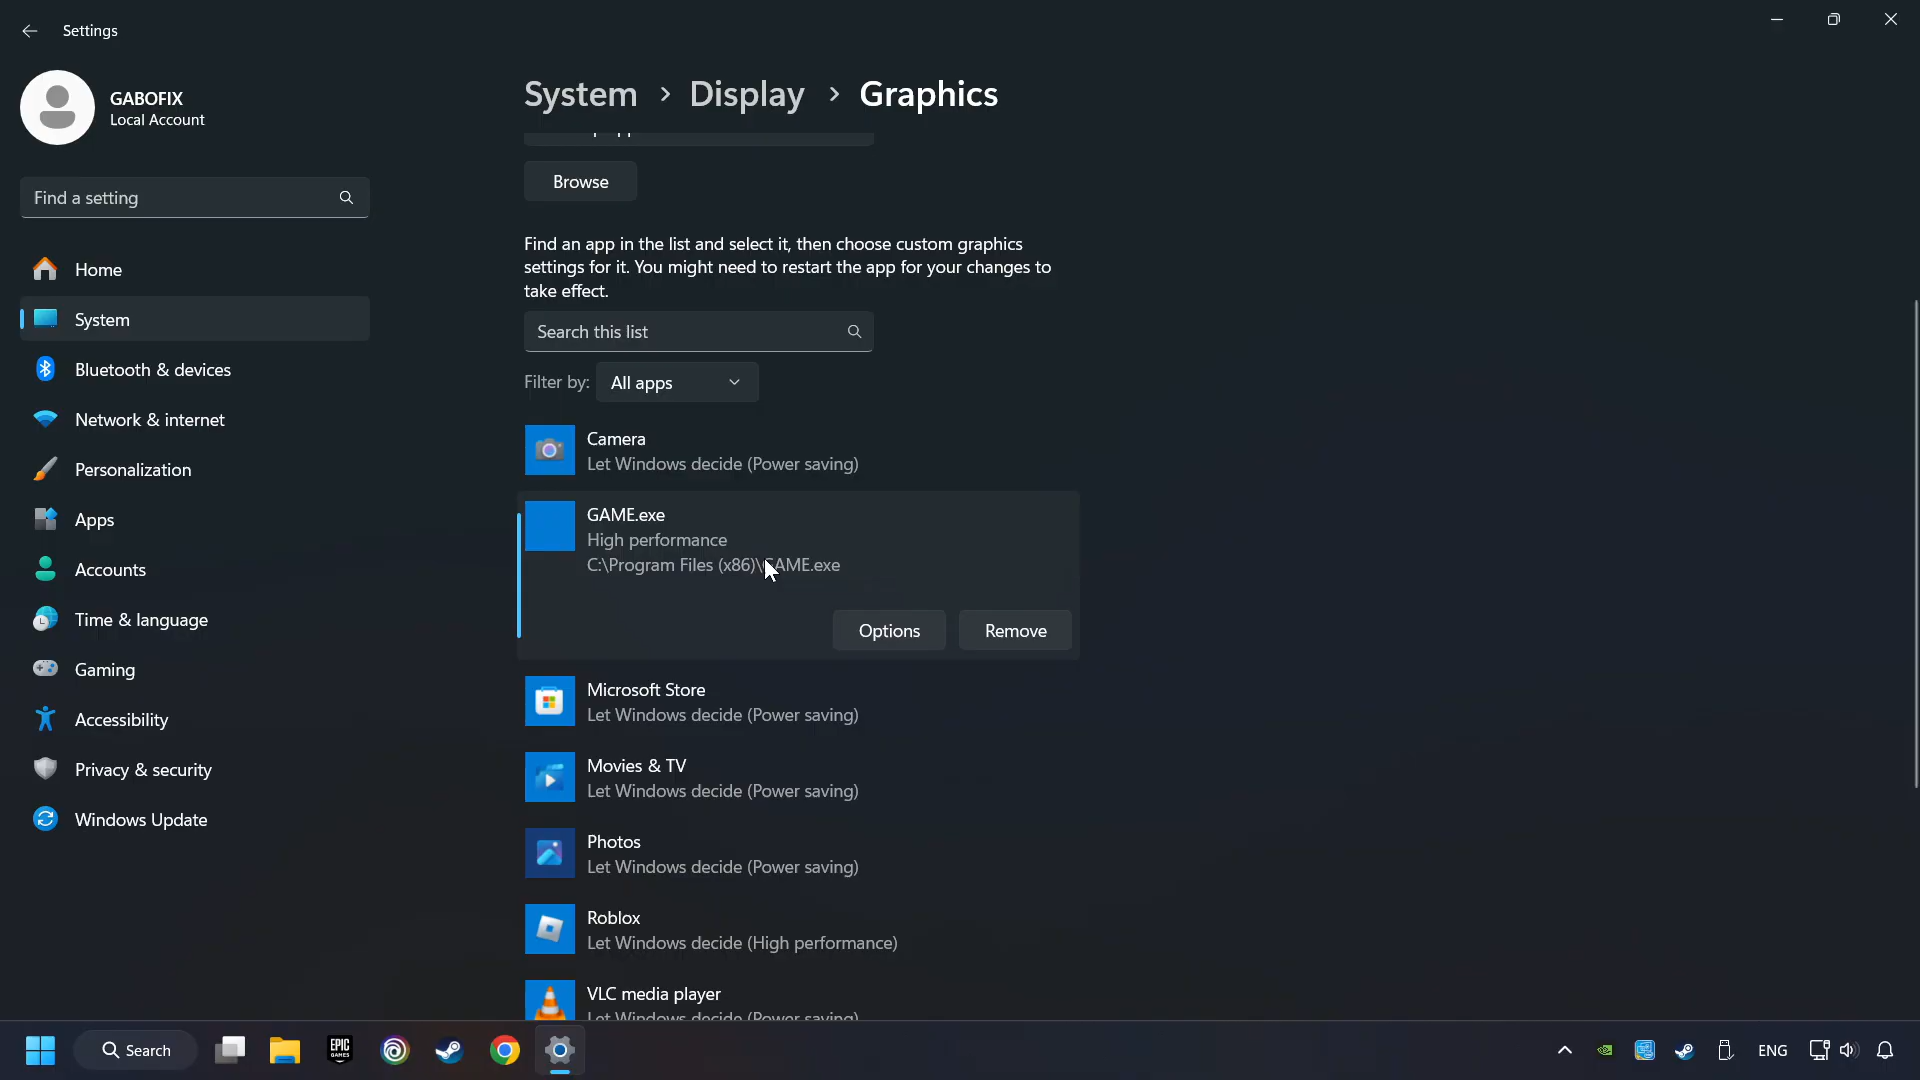 Settings
GABOFIX
Local Account
Find a setting
Home
System
Bluetooth & devices
Network & internet
Personalization
Apps
Accounts
Time & language
Gaming
Accessibility
Privacy & security
Windows Update
System > Display > Graphics
Browse
Find an app in the list and select it, then choose custom graphics
settings for it. You might need to restart the app for your changes to
take effect.
Search this list
Filter by: All apps
Camera
Let Windows decide (Power saving)
GAME.exe
High performance
C:\Program Files (x86)\GAME.exe
Options Remove
Microsoft Store
Let Windows decide (Power saving)
Movies & TV
Let Windows decide (Power saving)
Photos
Let Windows decide (Power saving)
Roblox
Let Windows decide (High performance)
VLC media player
Let Windows decide (Power saving)
Search EPIC GAMES ENG